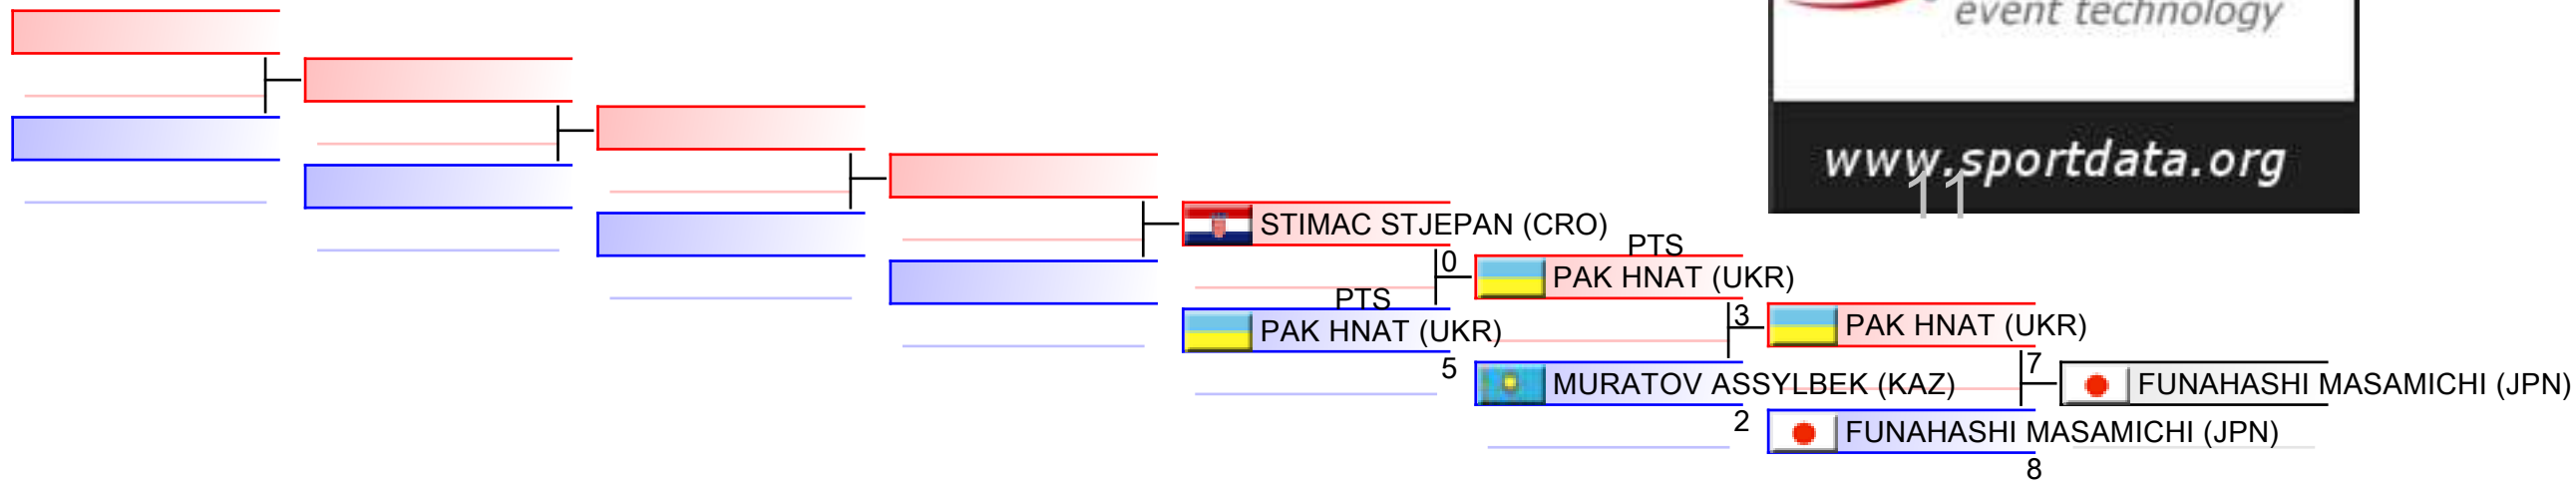 event technology
www.sportdata.org
11
STIMAC STJEPAN (CRO)
PTS
0
PAK HNAT (UKR)
PTS
PAK HNAT (UKR)
3
PAK HNAT (UKR)
5
MURATOV ASSYLBEK (KAZ)
7
FUNAHASHI MASAMICHI (JPN)
2
FUNAHASHI MASAMICHI (JPN)
8